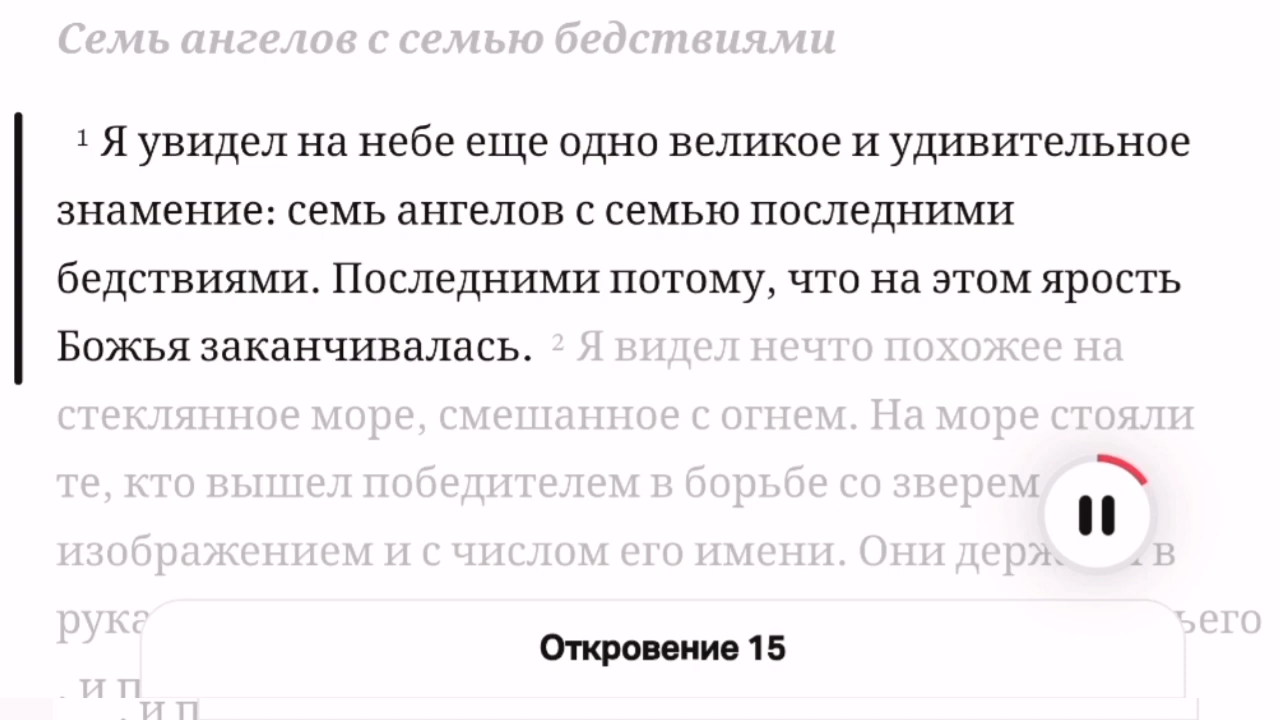 Семь ангелов с семью бедствиями
1 Я увидел на небе еще одно великое и удивительное
знамение: семь ангелов с семью последними
бедствиями. Последними потому, что на этом ярость
Божья заканчивалась. 2 Я видел нечто похожее на
стеклянное море, смешанное с огнем. На море стояли
те, кто вышел победителем в борьбе со зверем
изображением и с числом его имени. Они в
Откровение 15
. и
. и